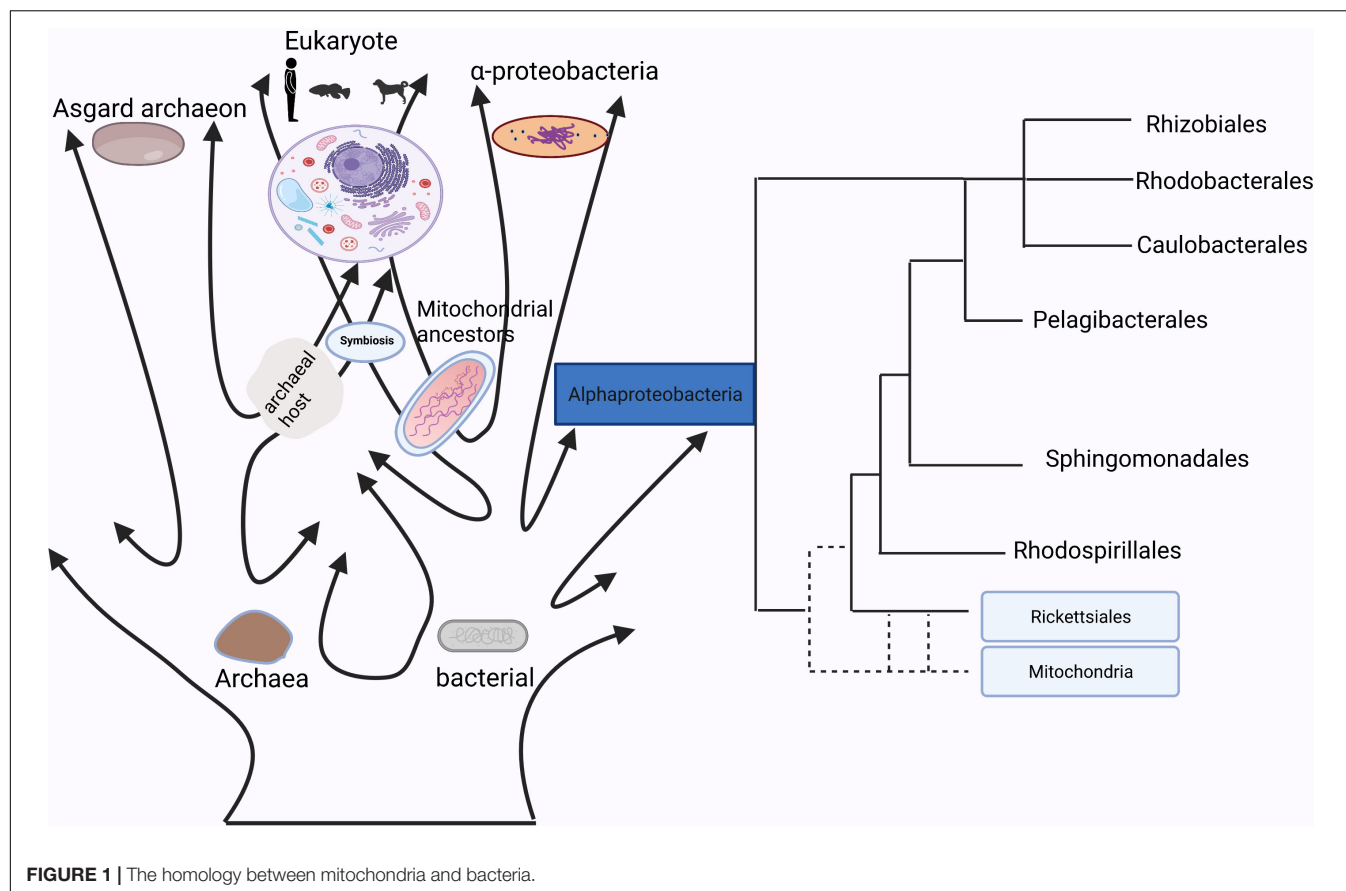 Eukaryote
α-proteobacteria
Asgard archaeon
Mitochondrial
ancestors
Symbiosis
archaeal
host
Archaea
bacterial
Alphaproteobacteria
Rhizobiales
Rhodobacterales
Caulobacterales
Pelagibacterales
Sphingomonadales
Rhodospirillales
Rickettsiales
Mitochondria
FIGURE 1 | The homology between mitochondria and bacteria.